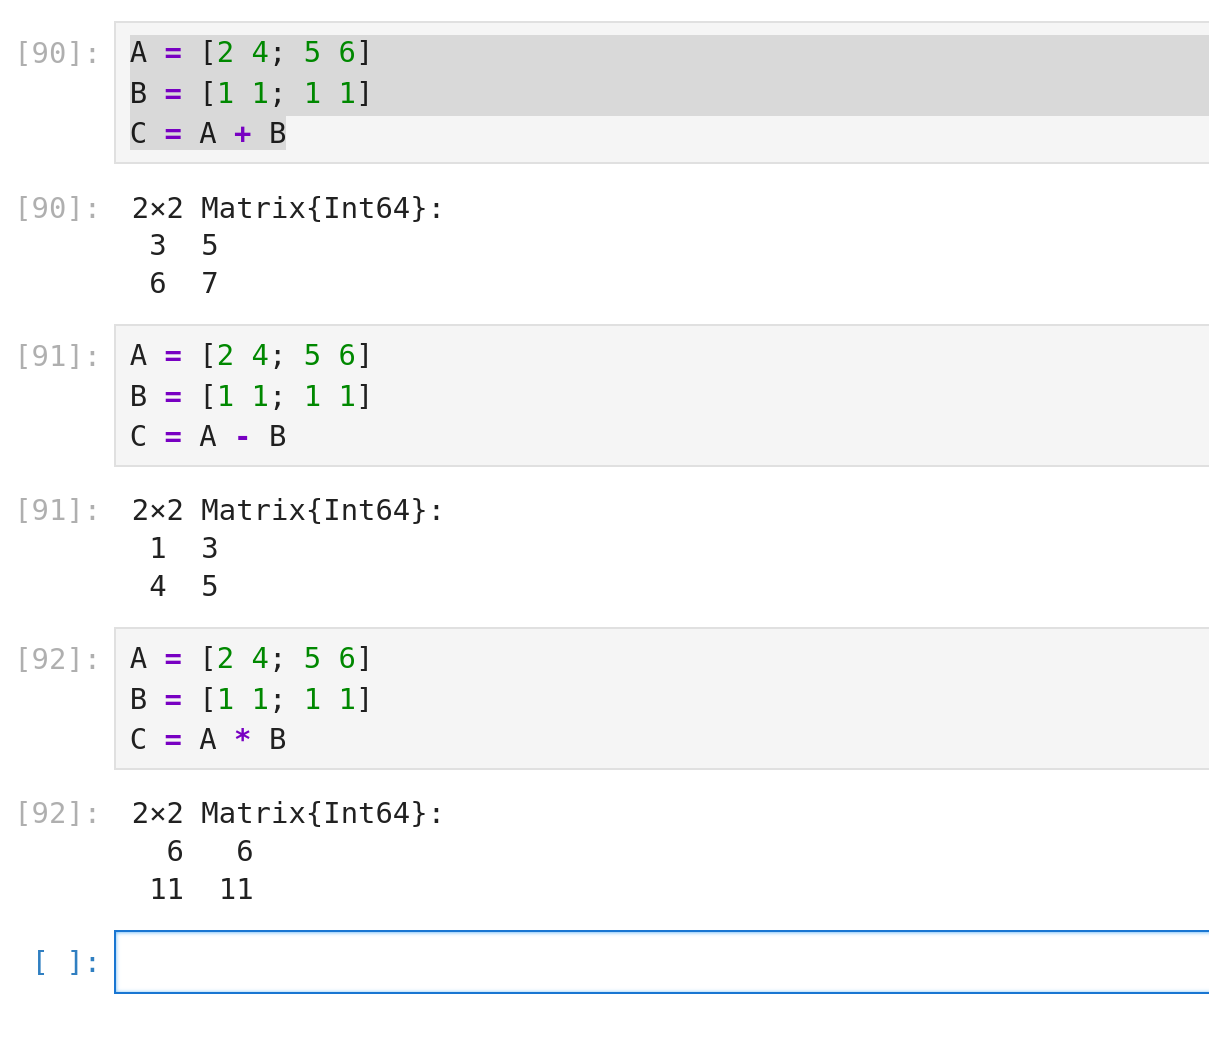 [90]: A = [2 4; 5 6]
B = [1 1; 1 1]
C = A + B
[90]: 2×2 Matrix{Int64}:
3 5
6 7
[91]: A = [2 4; 5 6]
B = [1 1; 1 1]
C = A - B
[91]: 2×2 Matrix{Int64}:
1 3
4 5
[92]: A = [2 4; 5 6]
B = [1 1; 1 1]
C = A * B
[92]: 2×2 Matrix{Int64}:
6 6
11 11
[ ]: